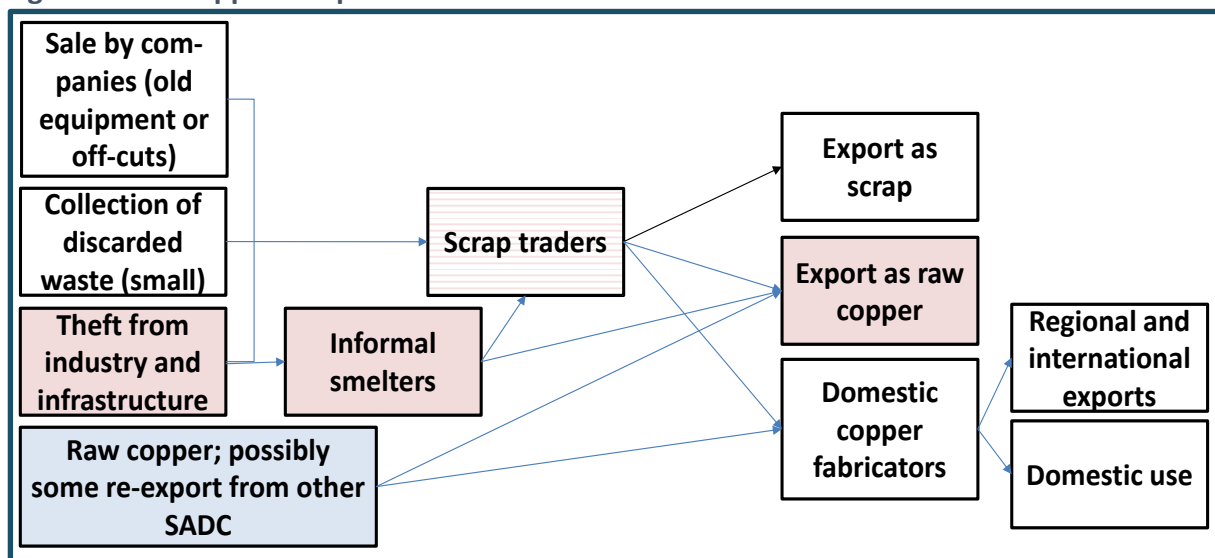 Sale by com-
panies (old
equipment or
off-cuts)
Collection of
discarded
waste (small)
Theft from
industry and
infrastructure
Raw copper; possibly
some re-export from other
SADC
Informal
smelters
Scrap traders
Export as
scrap
Export as raw
copper
Domestic
copper
fabricators
Regional and
international
exports
Domestic use